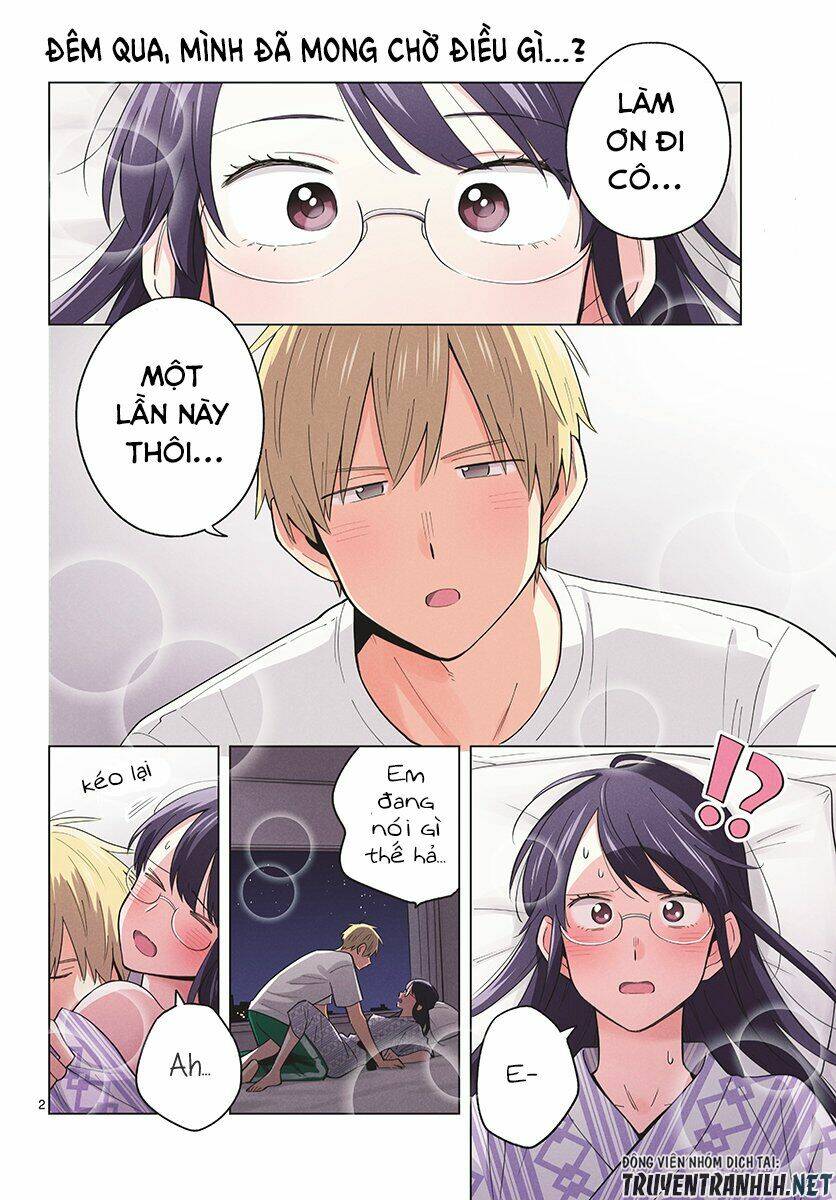 ĐÊM QUA, MÌNH ĐÃ MONG CHỜ ĐIỀU GÌ...?
LÀM
ƠN ĐI
CÔ...
MỘT
LẦN NÀY
THÔI...
!?
E-
Em
đang
nói gì
thế hả...
kéo lại
Ah...
2
ĐỘNG VIÊN NHÓM DỊCH TẠI:
TRUYENTRANHLH.NET